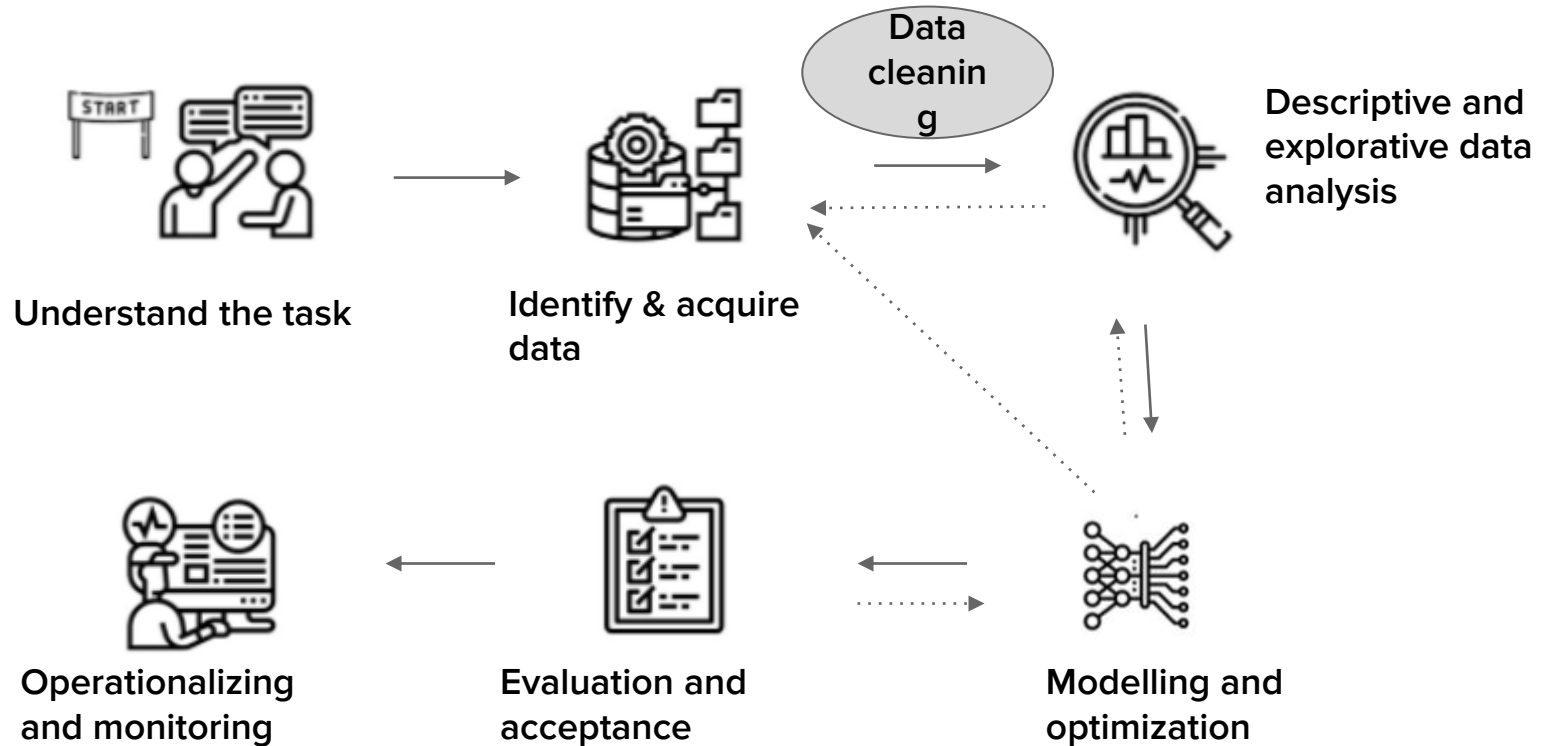 START
Understand the task
Identify & acquire
data
Data
cleanin
g
Descriptive and
explorative data
analysis
Operationalizing
and monitoring
Evaluation and
acceptance
Modelling and
optimization